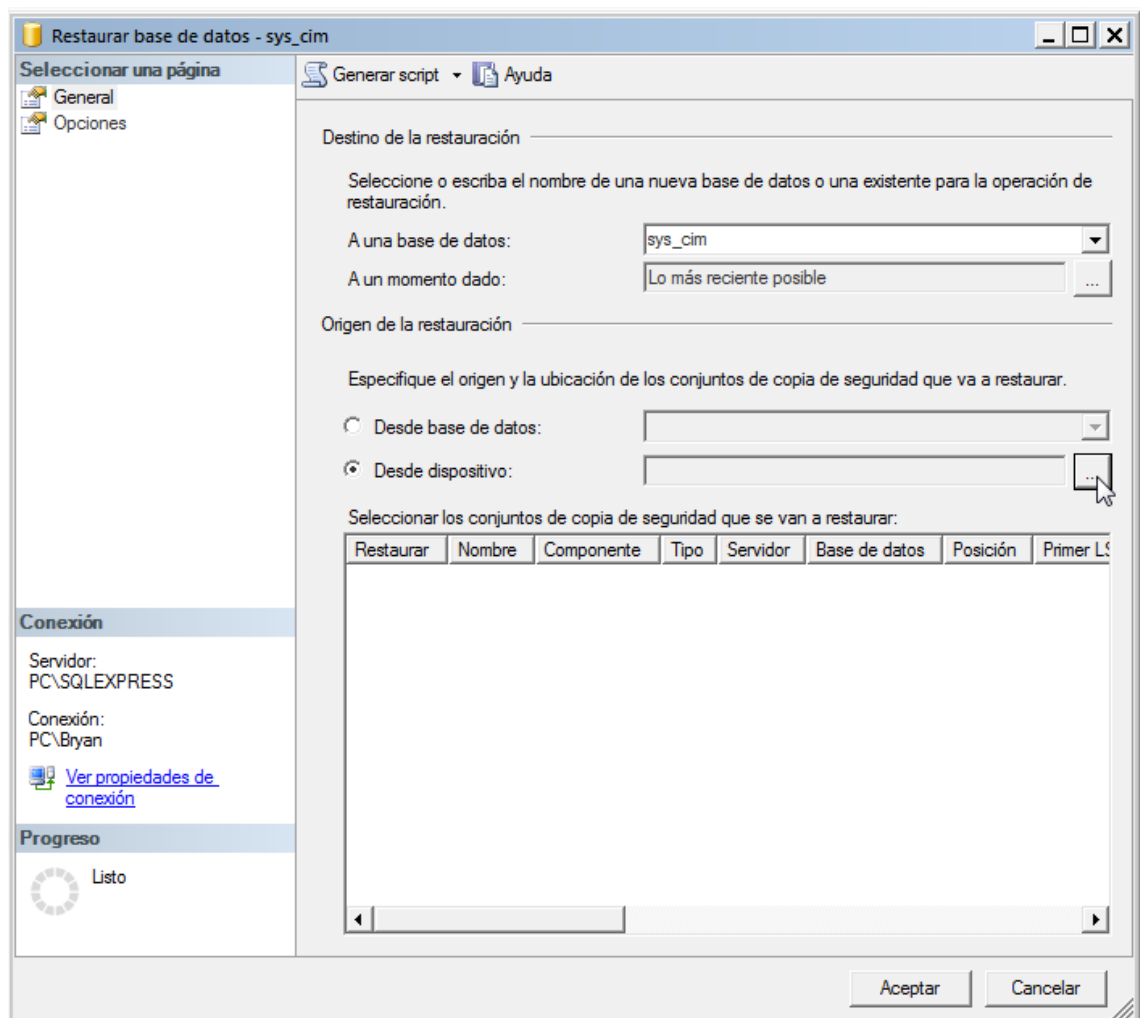 Restaurar base de datos - sys_cim
Seleccionar una página
General
Opciones
Generar script
Ayuda
Destino de la restauración
Seleccione o escriba el nombre de una nueva base de datos o una existente para la operación de
restauración.
A una base de datos:
sys_cim
A un momento dado:
Lo más reciente posible
...
Origen de la restauración
Especifique el origen y la ubicación de los conjuntos de copia de seguridad que va a restaurar.
Desde base de datos:
Desde dispositivo:
...
Seleccionar los conjuntos de copia de seguridad que se van a restaurar:
Restaurar Nombre Componente Tipo Servidor Base de datos Posición Primer LS
Conexión
Servidor:
PC\SQLEXPRESS
Conexión:
PC\Bryan
Ver propiedades de
conexión
Progreso
Listo
Aceptar
Cancelar